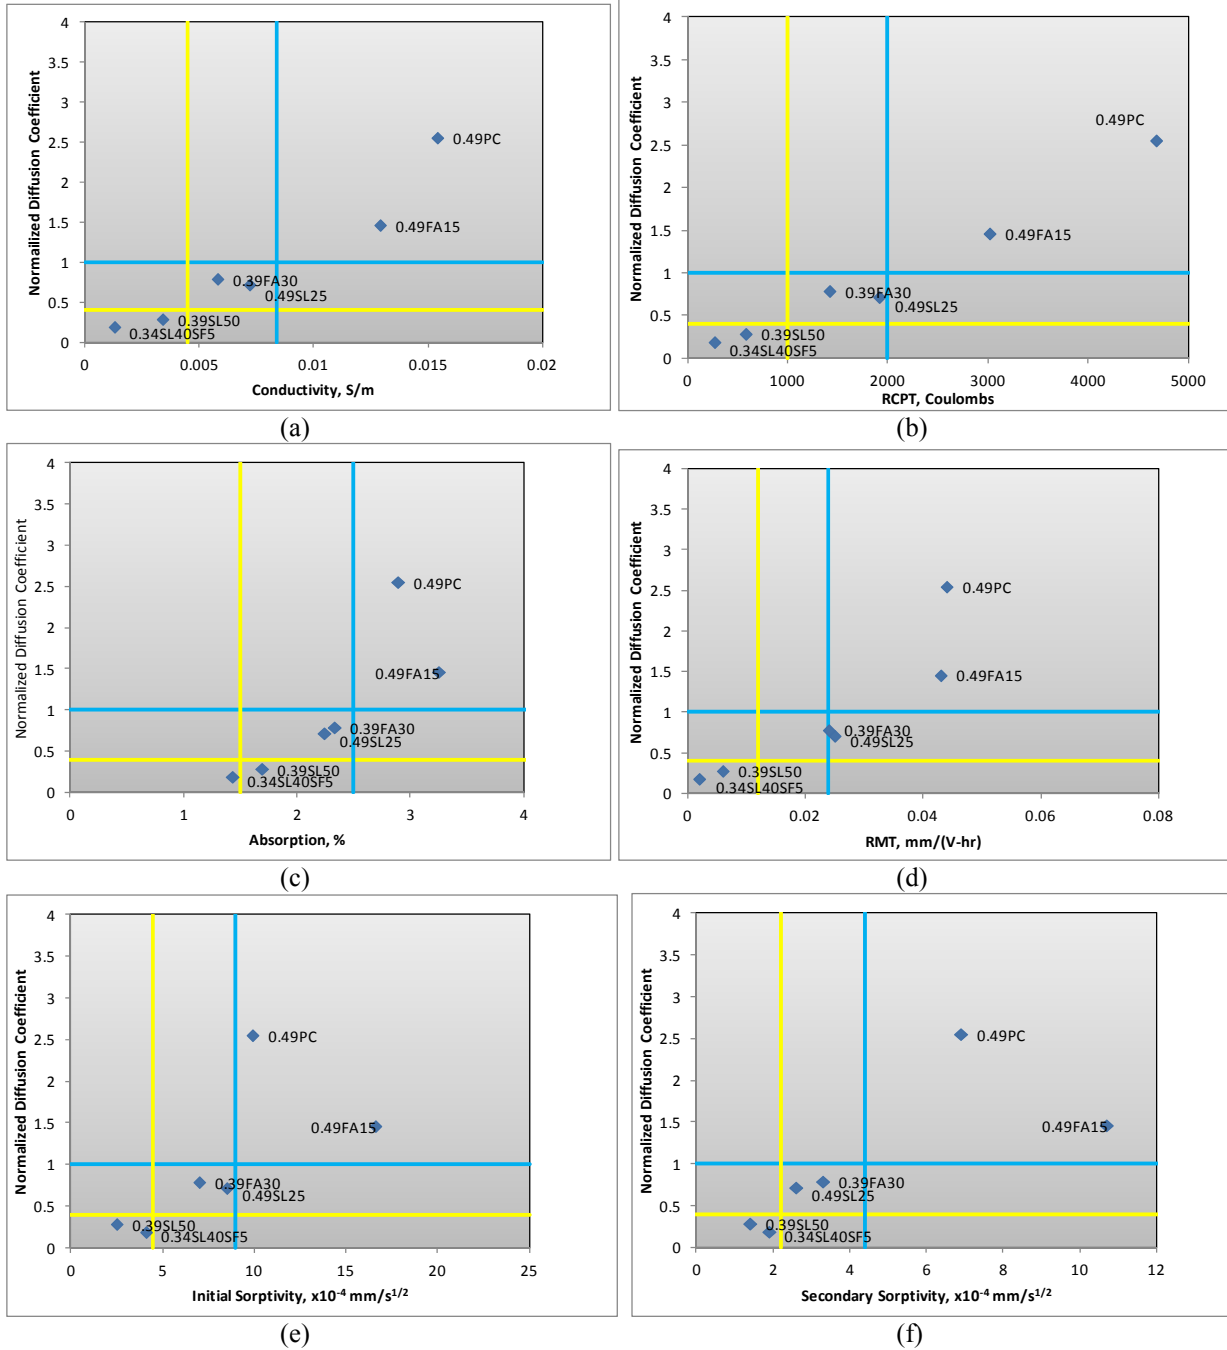 Normailized Diffusion Coefficient
4
3.5
3
2.5
2
1.5
1
0.5
0
0.49PC
0.49FA15
0.39FA30
0.49SL25
0.39SL50
0.34SL40SF5
0 0.005 0.01 0.015 0.02
Conductivity, S/m
(a)
Normalized Diffusion Coefficient
4
3.5
3
2.5
2
1.5
1
0.5
0
0.49PC
0.49FA15
0.39FA30
0.49SL25
0.39SL50
0.34SL40SF5
0 1000 2000 3000 4000 5000
RCPT, Coulombs
(b)
Normalized Diffusion Coefficient
4
3.5
3
2.5
2
1.5
1
0.5
0
0.49PC
0.49FA15
0.39FA30
0.49SL25
0.39SL50
0.34SL40SF5
0 1 2 3 4
Absorption, %
(c)
Normalized Diffusion Coefficient
4
3.5
3
2.5
2
1.5
1
0.5
0
0.49PC
0.49FA15
0.39FA30
0.49SL25
0.39SL50
0.34SL40SF5
0 0.02 0.04 0.06 0.08
RMT, mm/(V-hr)
(d)
Normalized Diffusion Coefficient
4
3.5
3
2.5
2
1.5
1
0.5
0
0.49PC
0.49FA15
0.39FA30
0.49SL25
0.39SL50
0.34SL40SF5
0 5 10 15 20 25
Initial Sorptivity, x10⁻⁴ mm/s¹ᐟ²
(e)
Normalized Diffusion Coefficient
4
3.5
3
2.5
2
1.5
1
0.5
0
0.49PC
0.49FA15
0.39FA30
0.49SL25
0.39SL50
0.34SL40SF5
0 2 4 6 8 10 12
Secondary Sorptivity, x10⁻⁴ mm/s¹ᐟ²
(f)